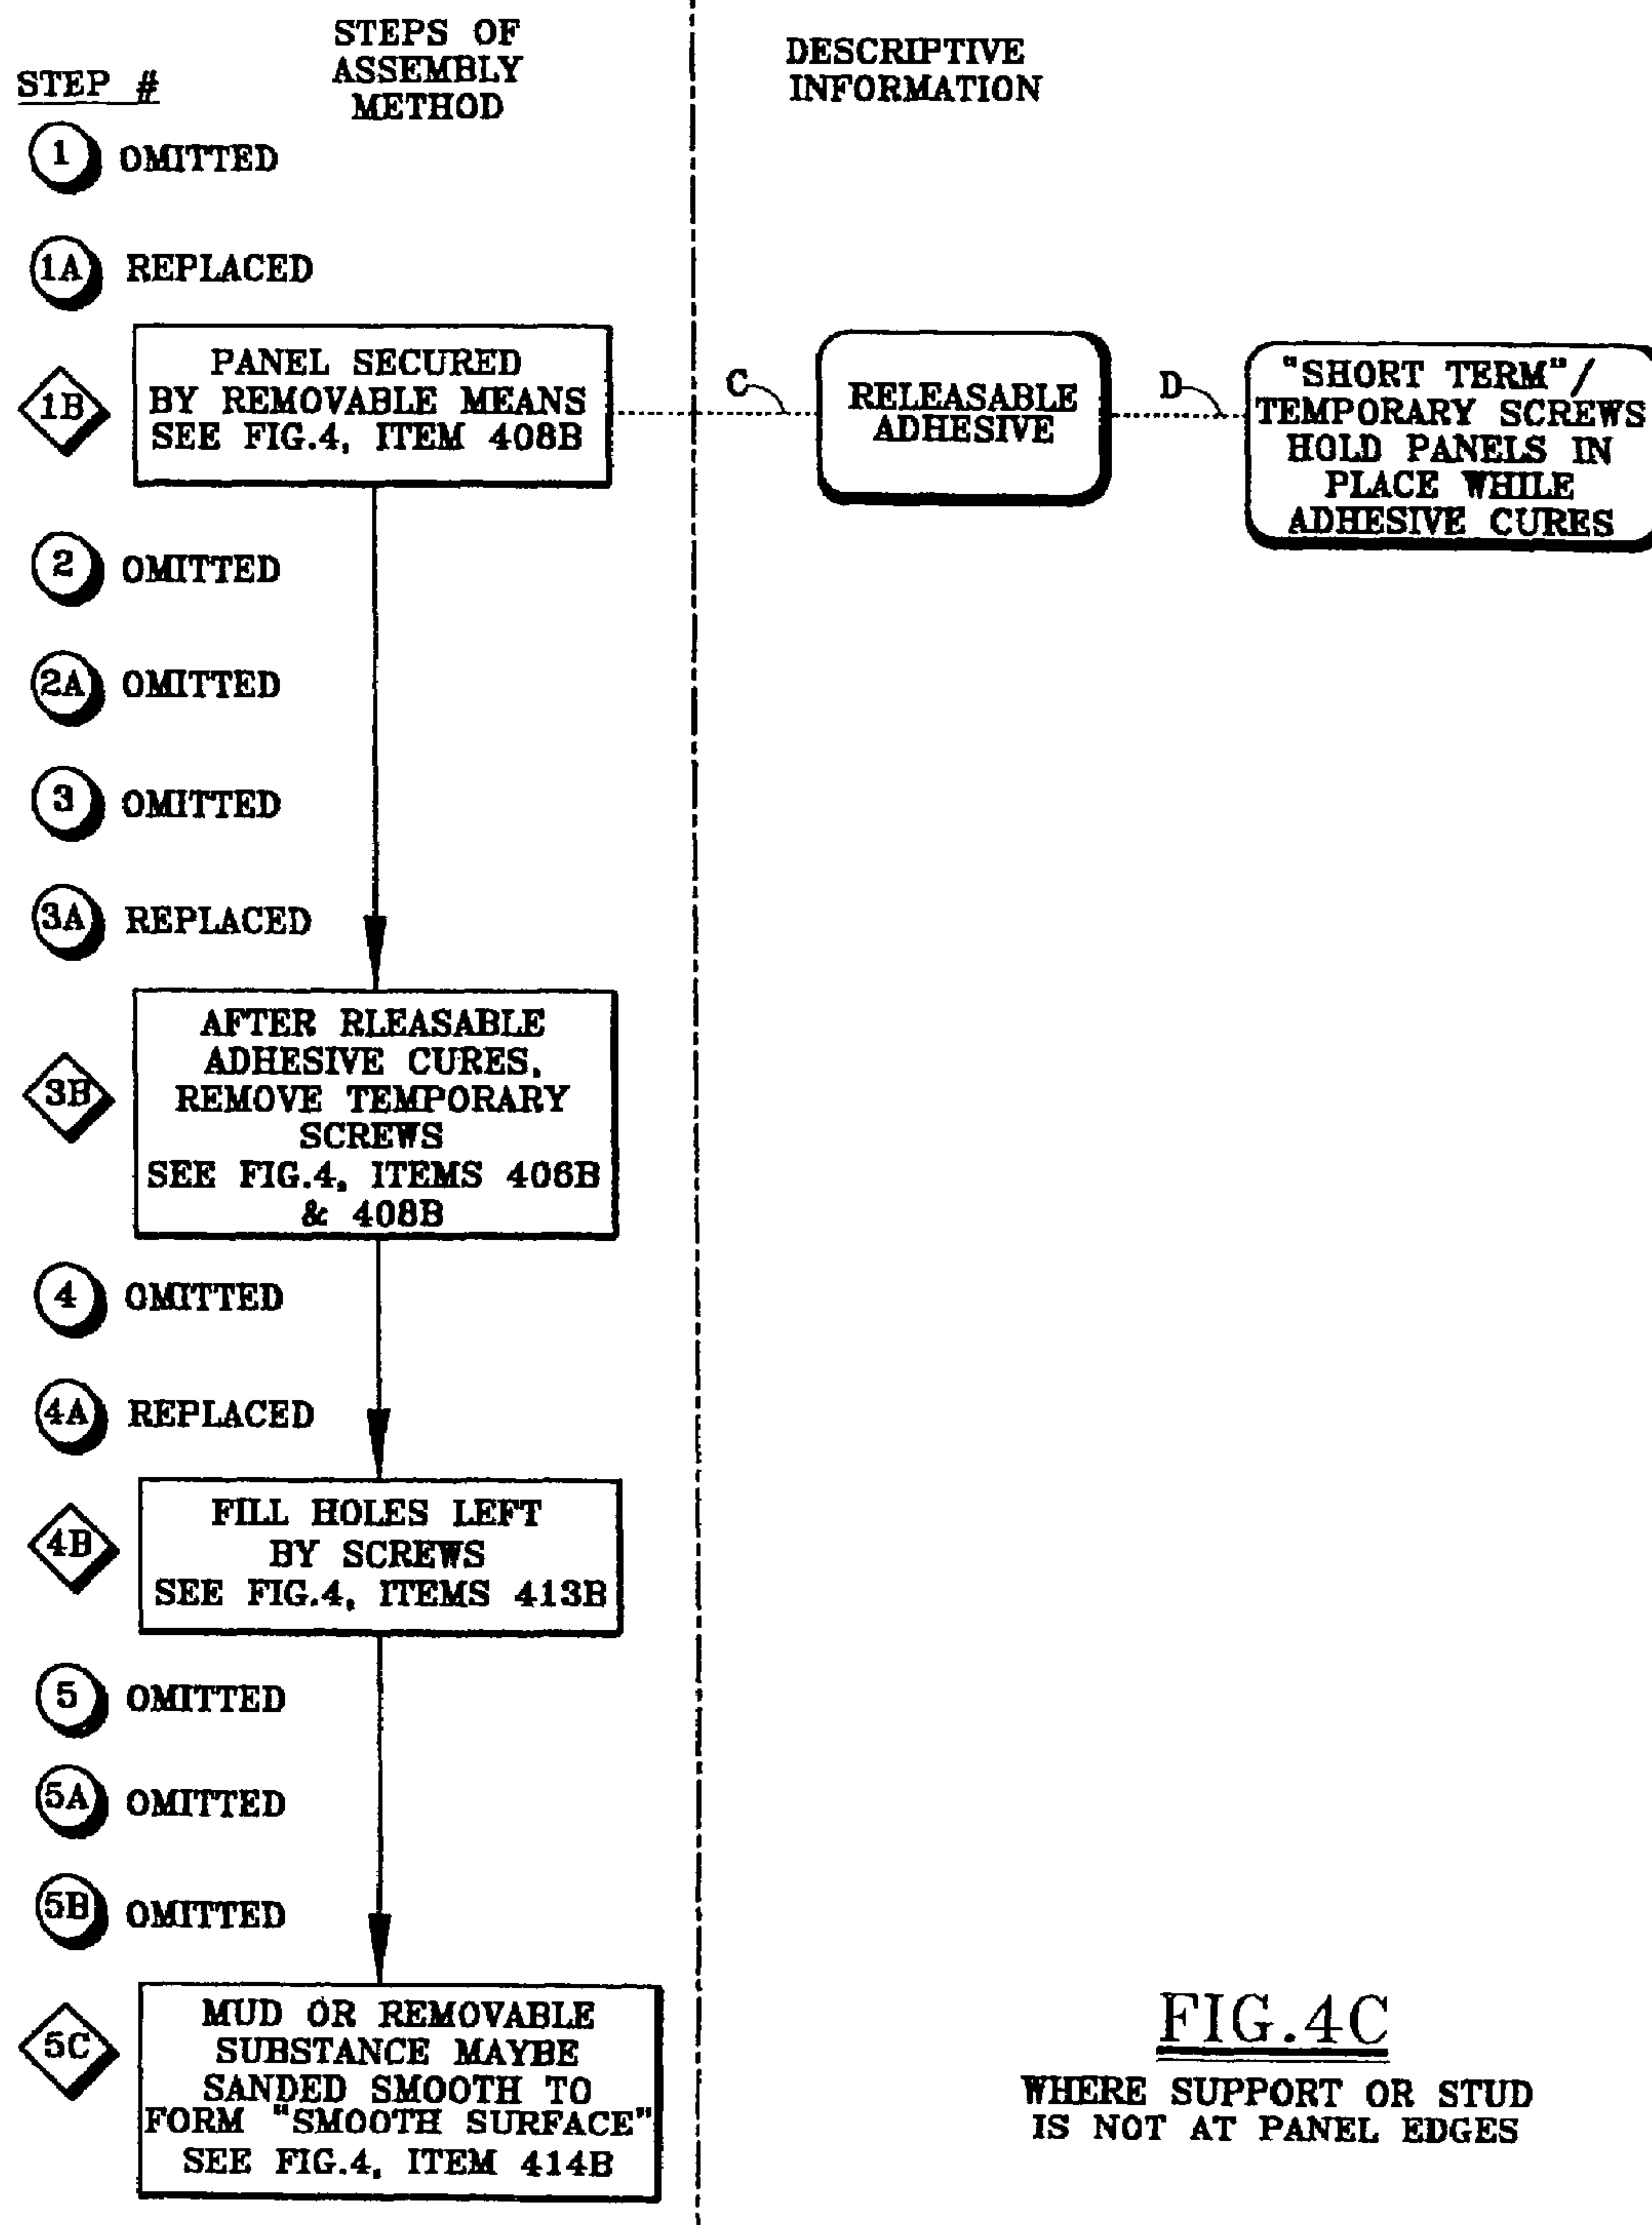 STEP #
STEPS OF
ASSEMBLY
METHOD
DESCRIPTIVE
INFORMATION
1 OMITTED
1A REPLACED
1B
PANEL SECURED
BY REMOVABLE MEANS
SEE FIG.4, ITEM 408B
C
RELEASABLE
ADHESIVE
D
"SHORT TERM"/
TEMPORARY SCREWS
HOLD PANELS IN
PLACE WHILE
ADHESIVE CURES
2 OMITTED
2A OMITTED
3 OMITTED
3A REPLACED
3B
AFTER RLEASABLE
ADHESIVE CURES,
REMOVE TEMPORARY
SCREWS
SEE FIG.4, ITEMS 406B
& 408B
4 OMITTED
4A REPLACED
4B
FILL HOLES LEFT
BY SCREWS
SEE FIG.4, ITEMS 413B
5 OMITTED
5A OMITTED
5B OMITTED
5C
MUD OR REMOVABLE
SUBSTANCE MAYBE
SANDED SMOOTH TO
FORM "SMOOTH SURFACE"
SEE FIG.4, ITEM 414B
FIG.4C
WHERE SUPPORT OR STUD
IS NOT AT PANEL EDGES